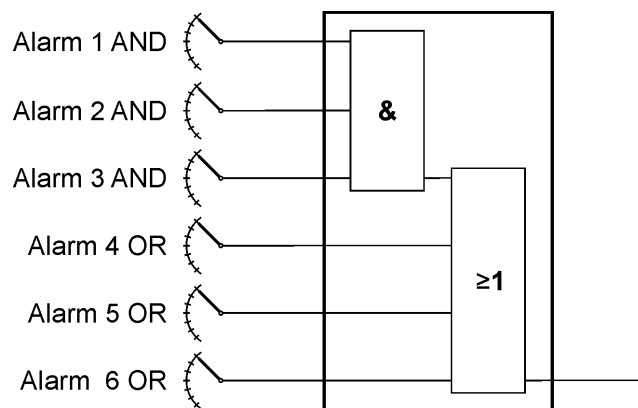 Alarm 1 AND
Alarm 2 AND
Alarm 3 AND
Alarm 4 OR
Alarm 5 OR
Alarm 6 OR
&
≥1